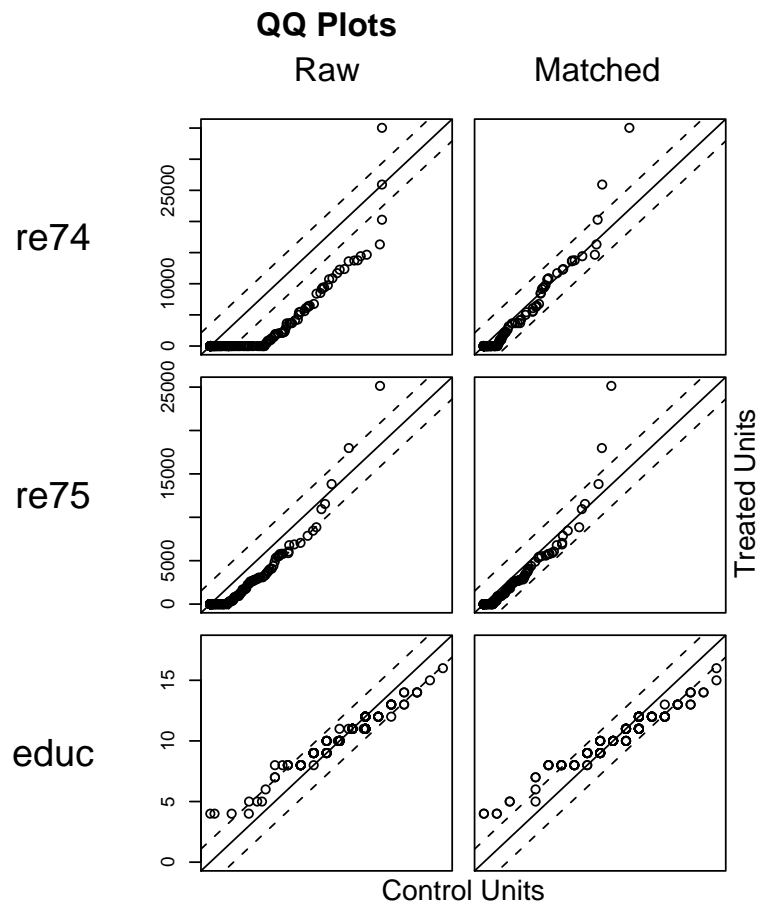 QQ Plots
Raw Matched
re74
0 10000 25000
re75
0 5000 15000 25000
educ
0 5 10 15
Treated Units
Control Units